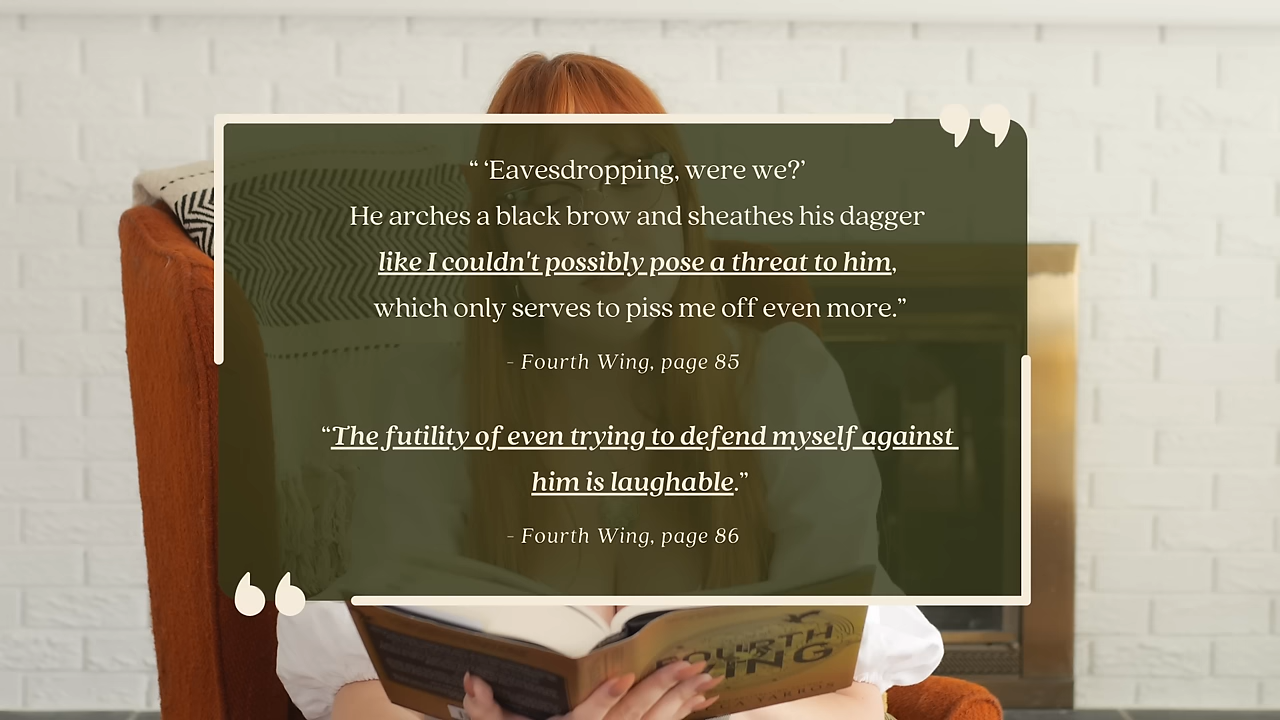 “ ‘Eavesdropping, were we?’
He arches a black brow and sheathes his dagger
like I couldn't possibly pose a threat to him,
which only serves to piss me off even more.”
- Fourth Wing, page 85
“The futility of even trying to defend myself against
him is laughable.”
- Fourth Wing, page 86
FOURTH
WING
YARROS